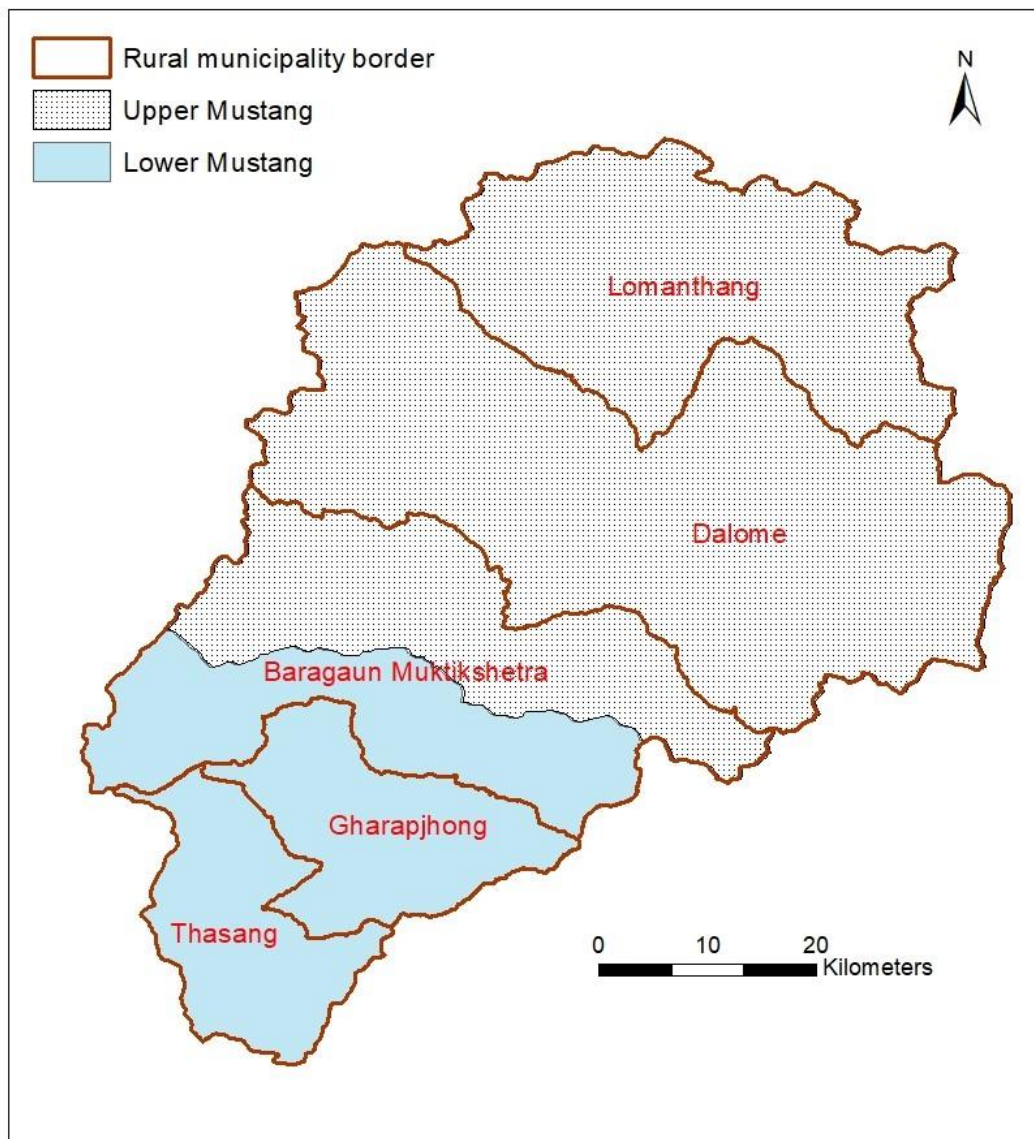 Rural municipality border
Upper Mustang
Lower Mustang
N
Lomanthang
Dalome
Baragaun Muktikshetra
Gharapjhong
Thasang
0 10 20
Kilometers